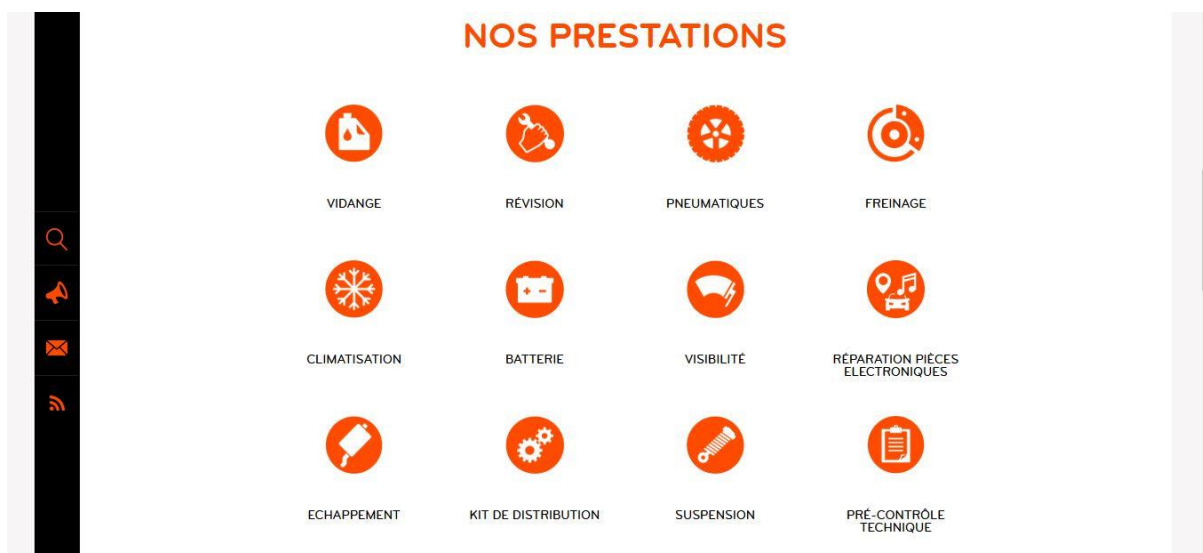 NOS PRESTATIONS
VIDANGE
RÉVISION
PNEUMATIQUES
FREINAGE
CLIMATISATION
BATTERIE
VISIBILITÉ
RÉPARATION PIÈCES
ELECTRONIQUES
ECHAPPEMENT
KIT DE DISTRIBUTION
SUSPENSION
PRÉ-CONTRÔLE
TECHNIQUE